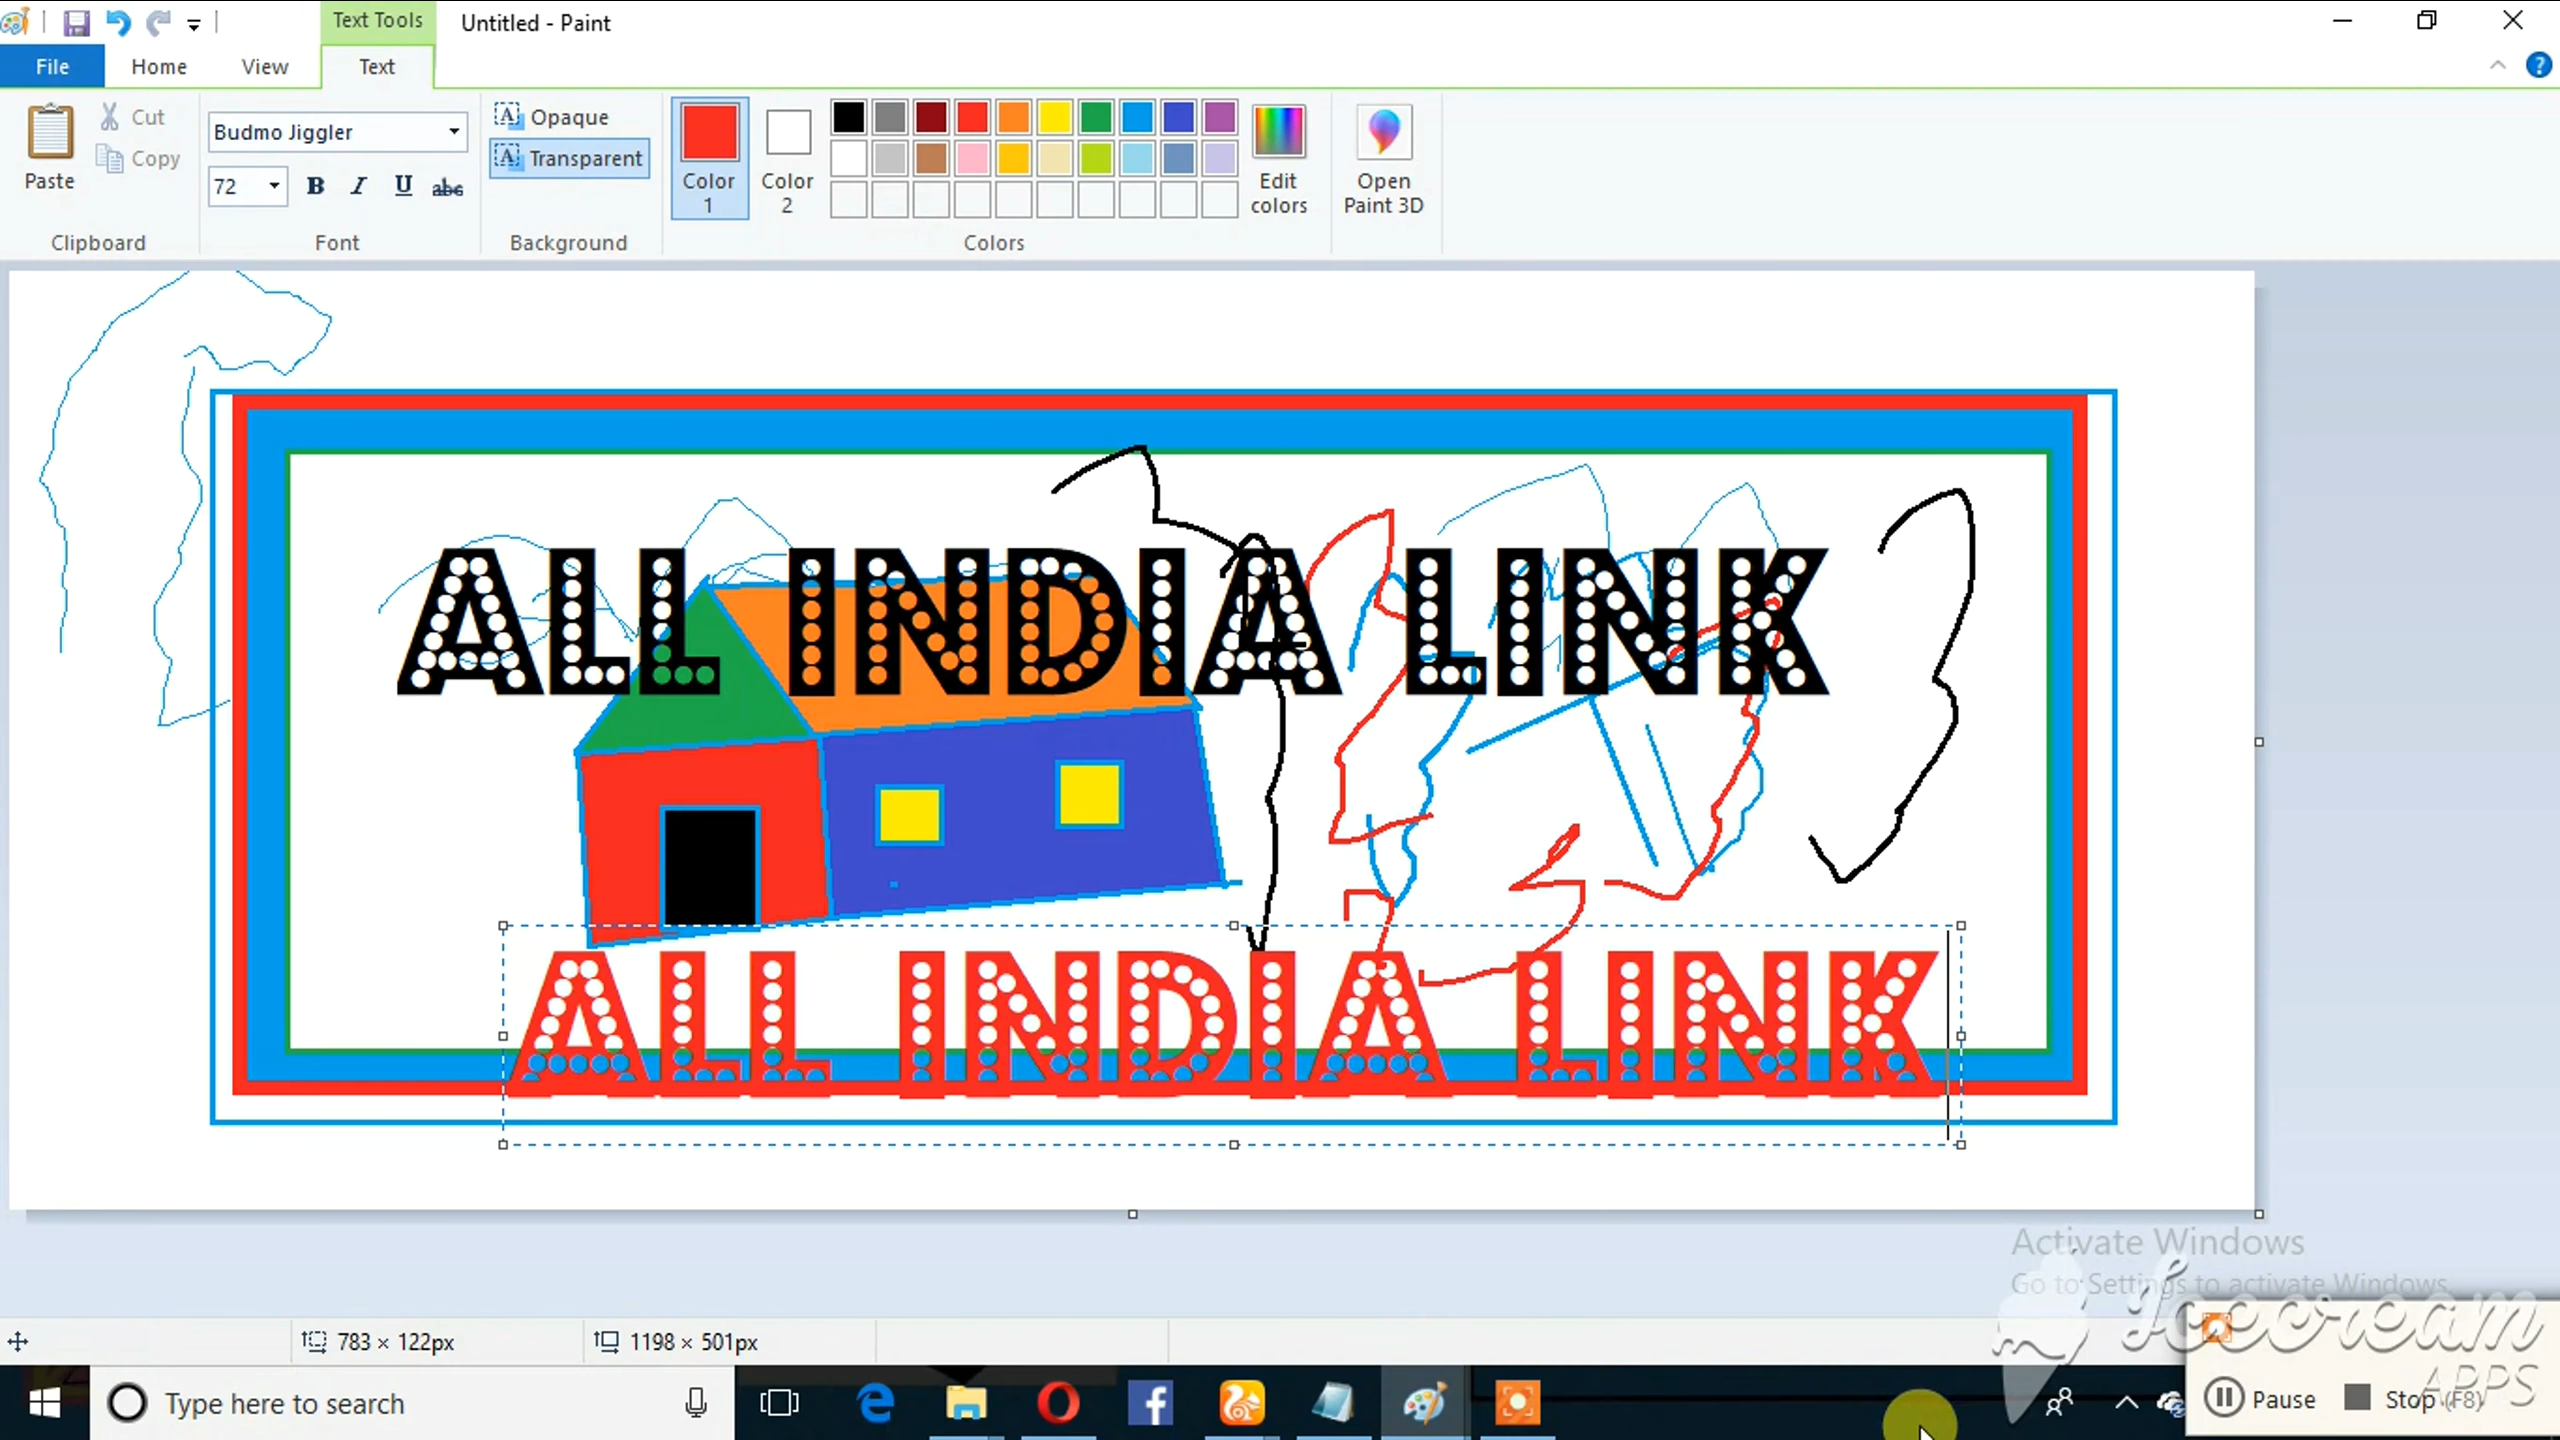 Text Tools
Untitled - Paint
File
Home
View
Text
Paste
Cut
Copy
Clipboard
Budmo Jiggler
72
B I U abc
Font
Opaque
Transparent
Background
Color 1
Color 2
Colors
Edit colors
Open Paint 3D
ALL INDIA LINK
ALL INDIA LINK
Activate Windows
Go to Settings to activate Windows.
Icecream
APPS
783 × 122px
1198 × 501px
Type here to search
Pause
Stop (F8)